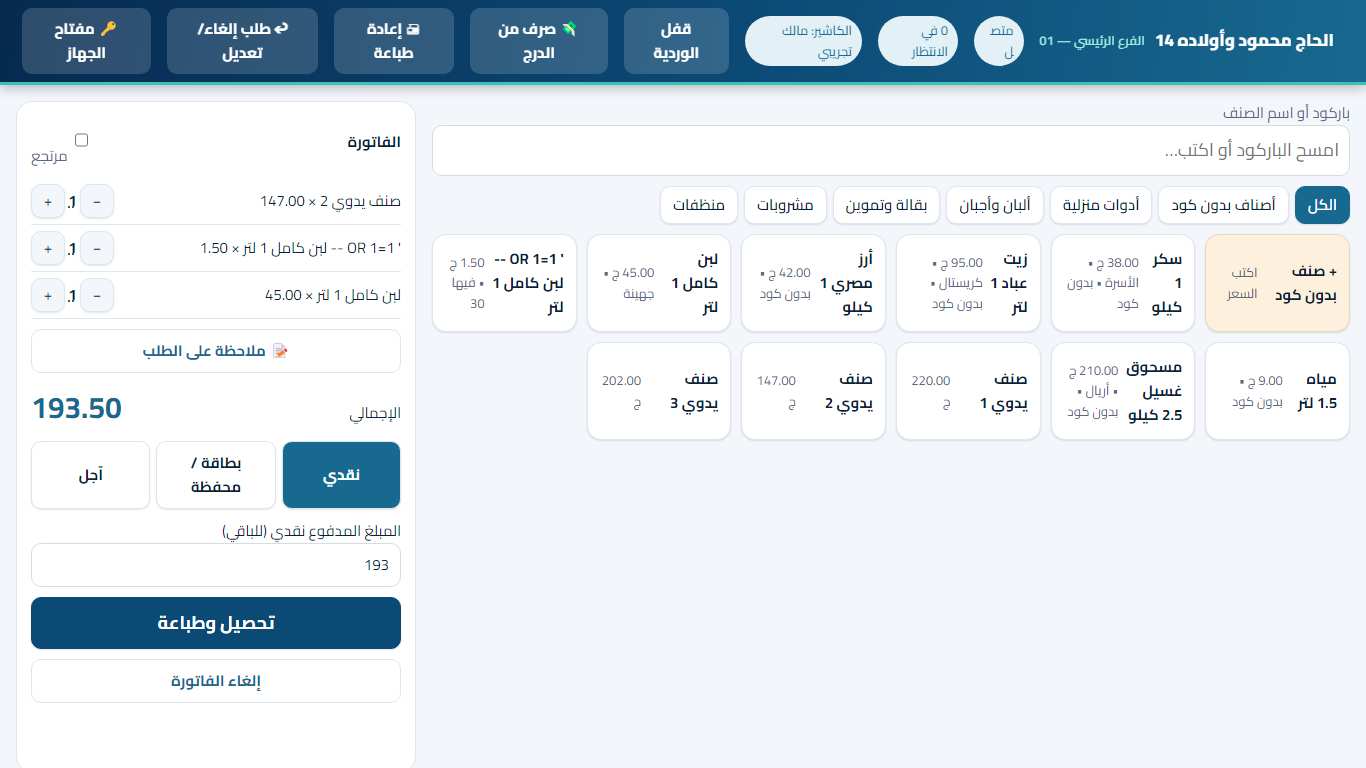 الحاج محمود وأولاده 14
الفرع الرئيسي — 01
متصل
0 في الانتظار
الكاشير: مالك تجريبي
قفل الوردية
💸 صرف من الدرج
🖨 إعادة طباعة
↩ طلب إلغاء/تعديل
🔑 مفتاح الجهاز
باركود أو اسم الصنف
امسح الباركود أو اكتب...
الكل
أصناف بدون كود
أدوات منزلية
ألبان وأجبان
بقالة وتموين
مشروبات
منظفات
+ صنف بدون كود
اكتب السعر
سكر 1 كيلو
38.00 ج • الأسرة • بدون كود
زيت عباد 1 لتر
95.00 ج • كريستال • بدون كود
أرز مصري 1 كيلو
42.00 ج • بدون كود
لبن كامل 1 لتر
45.00 ج • جهينة
' OR 1=1 -- لبن كامل 1 لتر
1.50 ج • فيها 30
مياه 1.5 لتر
9.00 ج • بدون كود
مسحوق غسيل 2.5 كيلو
210.00 ج • أريال • بدون كود
صنف يدوي 1
220.00 ج
صنف يدوي 2
147.00 ج
صنف يدوي 3
202.00 ج
الفاتورة
مرتجع
صنف يدوي 2 × 147.00
− 1 +
' OR 1=1 -- لبن كامل 1 لتر × 1.50
− 1 +
لبن كامل 1 لتر × 45.00
− 1 +
📝 ملاحظة على الطلب
الإجمالي
193.50
نقدي
بطاقة / محفظة
آجل
المبلغ المدفوع نقدي (للباقي)
193
تحصيل وطباعة
إلغاء الفاتورة